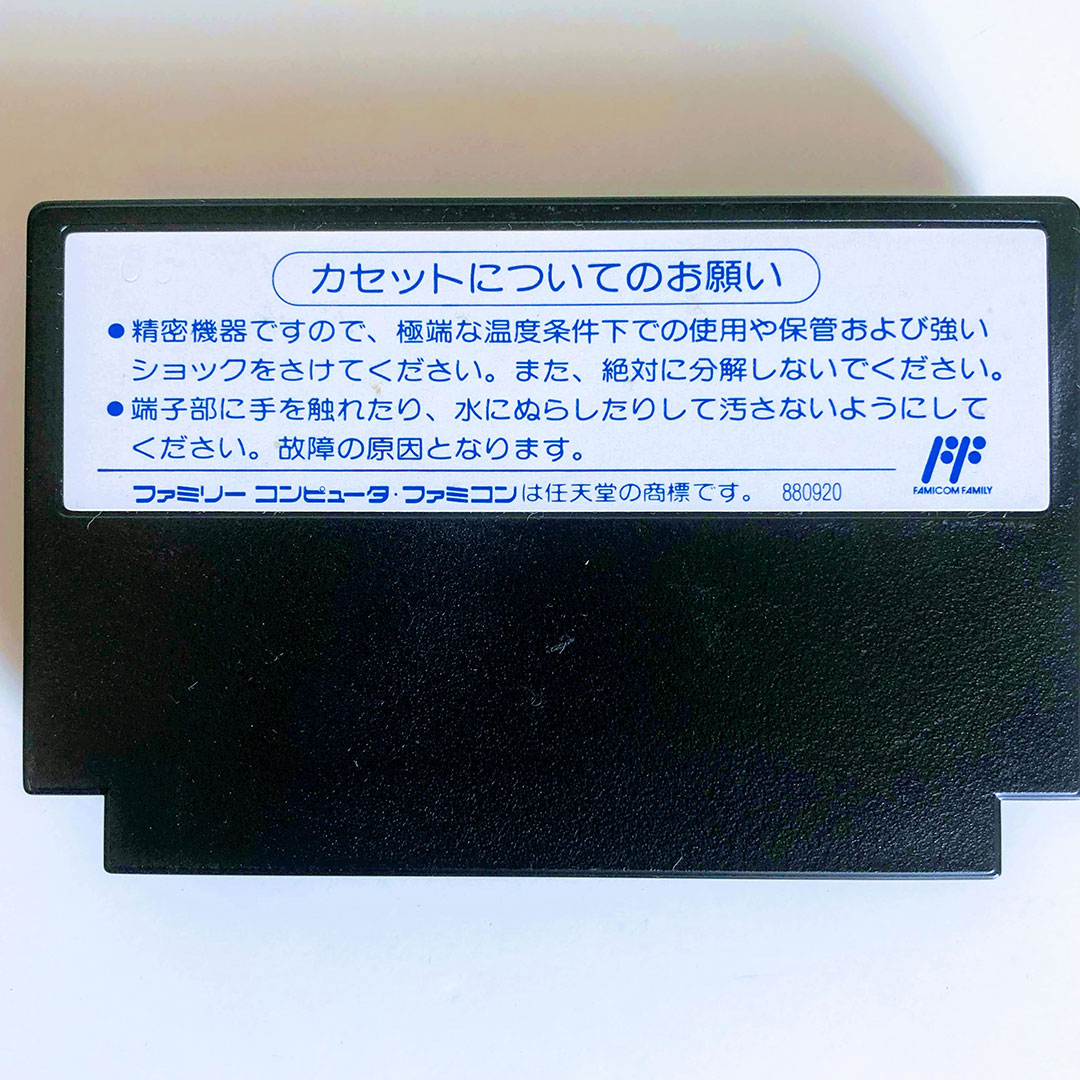 カセットについてのお願い
●精密機器ですので、極端な温度条件下での使用や保管および強い
ショックをさけてください。また、絶対に分解しないでください。
●端子部に手を触れたり、水にぬらしたりして汚さないようにして
ください。故障の原因となります。
ファミリー コンピュータ・ファミコンは任天堂の商標です。 880920
FAMICOM FAMILY